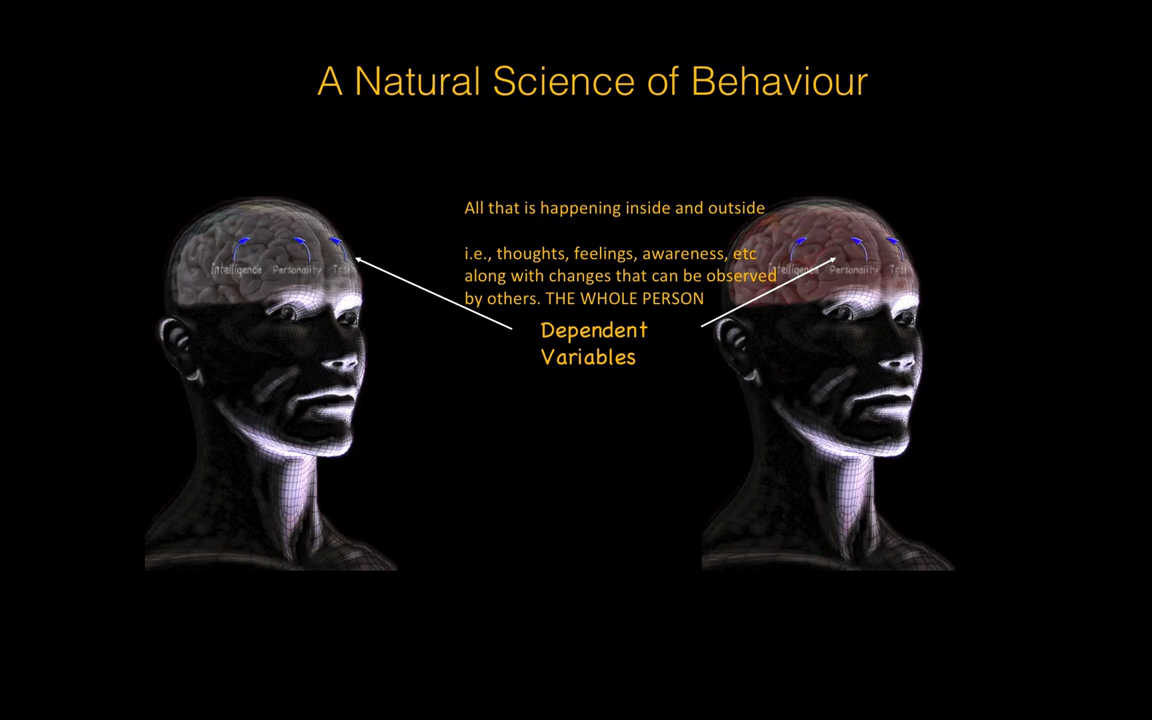 A Natural Science of Behaviour
All that is happening inside and outside
i.e., thoughts, feelings, awareness, etc
along with changes that can be observed
by others. THE WHOLE PERSON
Intelligence Personality
Intelligence Personality
Dependent
Variables